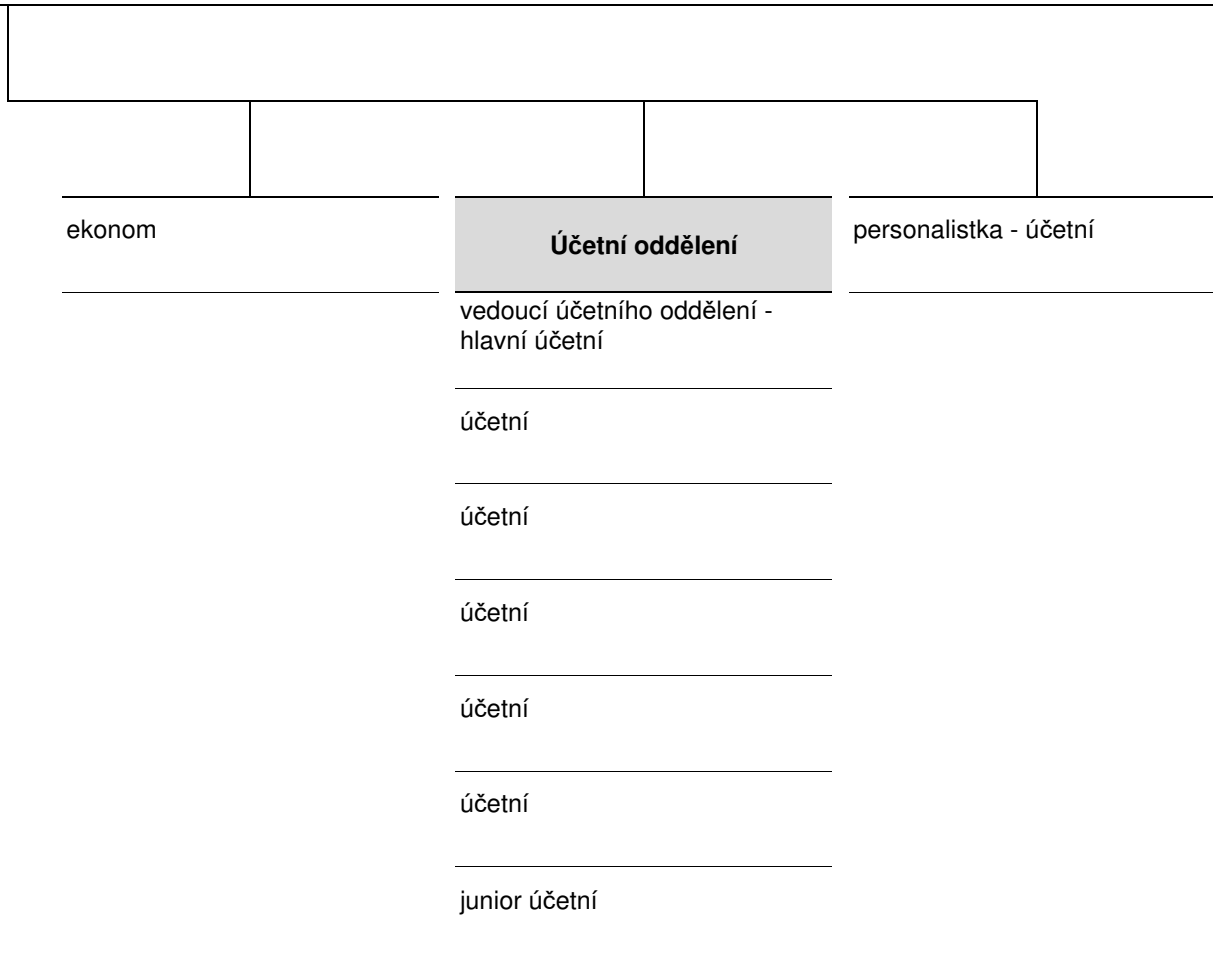 ekonom
Účetní oddělení
personalistka - účetní
vedoucí účetního oddělení -
hlavní účetní
účetní
účetní
účetní
účetní
účetní
junior účetní